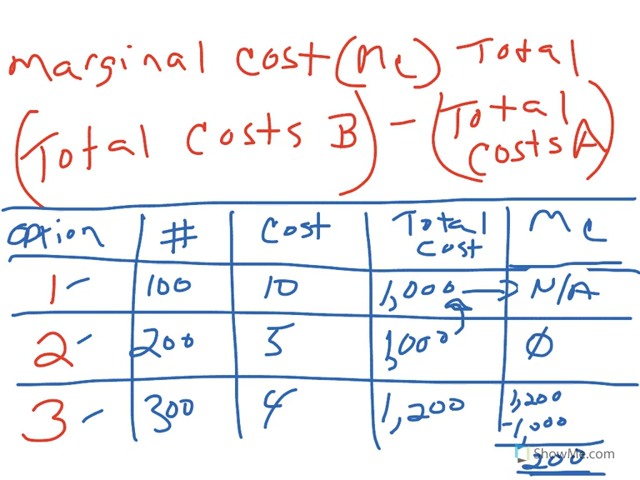 Marginal cost (MC) Total
(Total Costs B) - (Total Costs A)
Option # Cost Total Cost MC
1 - 100 10 1,000 → N/A
2 - 200 5 1,000 0
3 - 300 4 1,200 1,200
-1,000
200
ShowMe.com